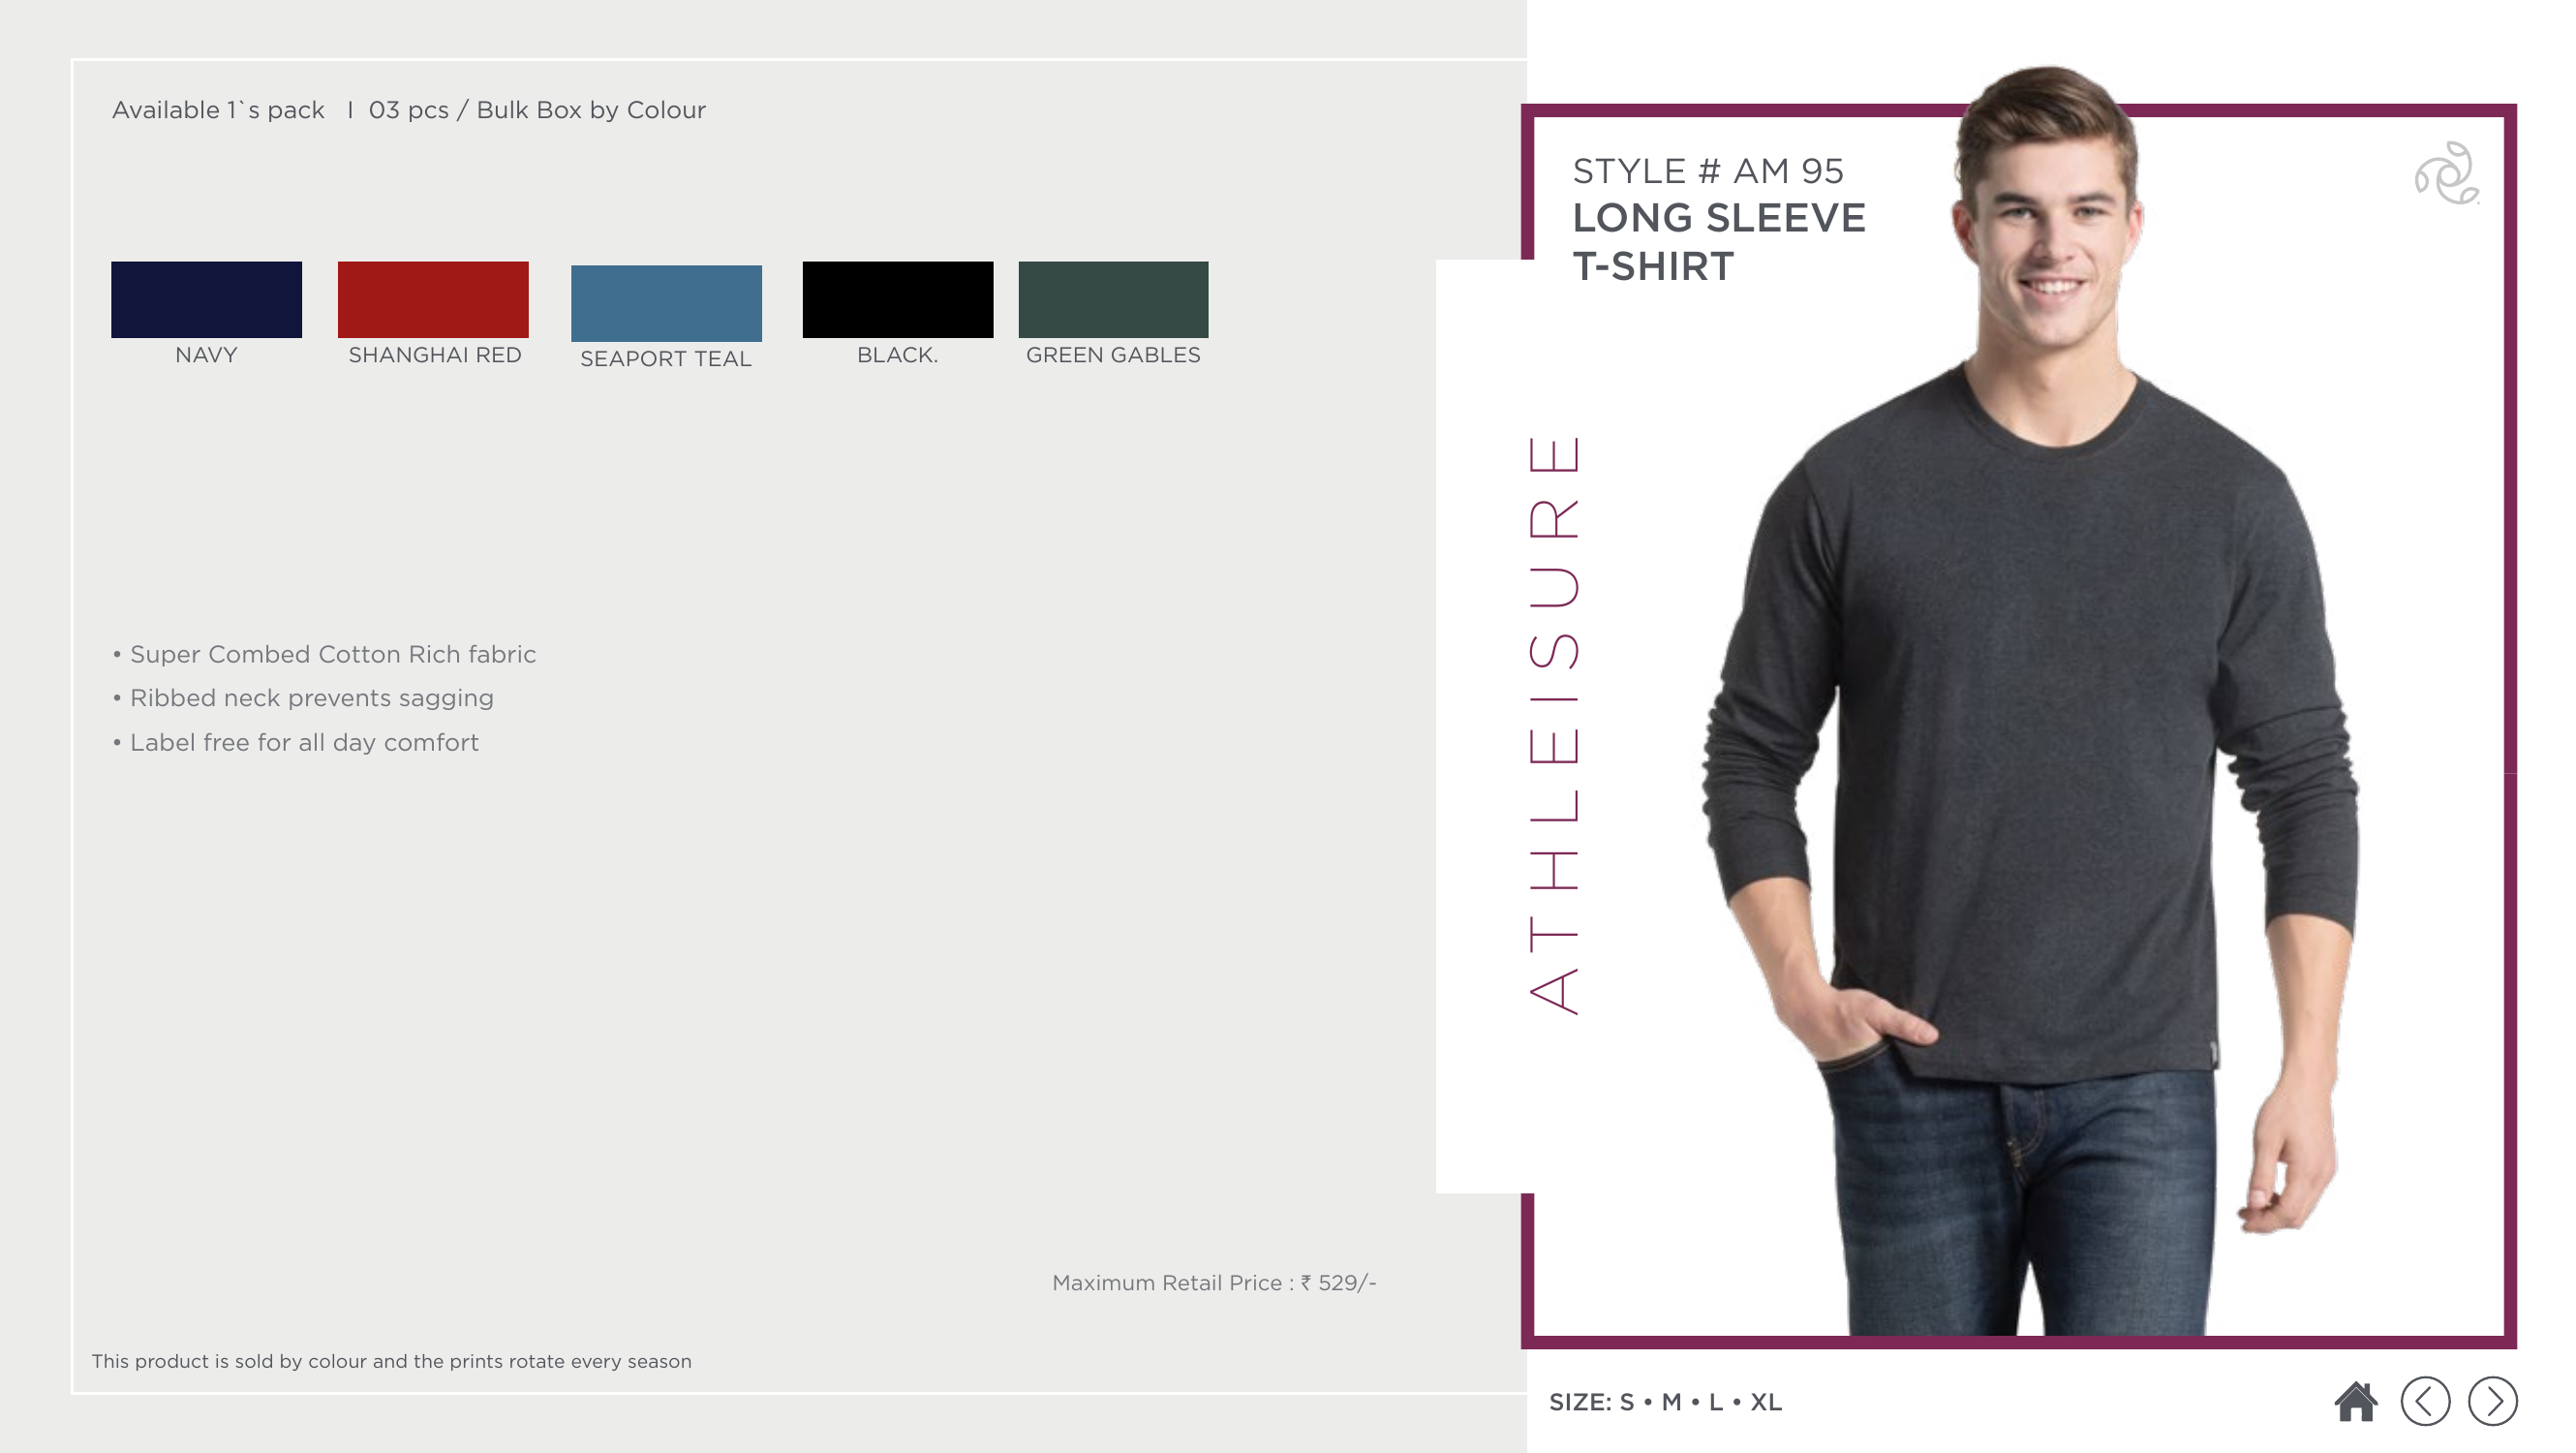 Available 1`s pack I 03 pcs / Bulk Box by Colour
NAVY
SHANGHAI RED
SEAPORT TEAL
BLACK.
GREEN GABLES
• Super Combed Cotton Rich fabric
• Ribbed neck prevents sagging
• Label free for all day comfort
Maximum Retail Price : ₹ 529/-
This product is sold by colour and the prints rotate every season
STYLE # AM 95
LONG SLEEVE
T-SHIRT
ATHLEISURE
SIZE: S • M • L • XL